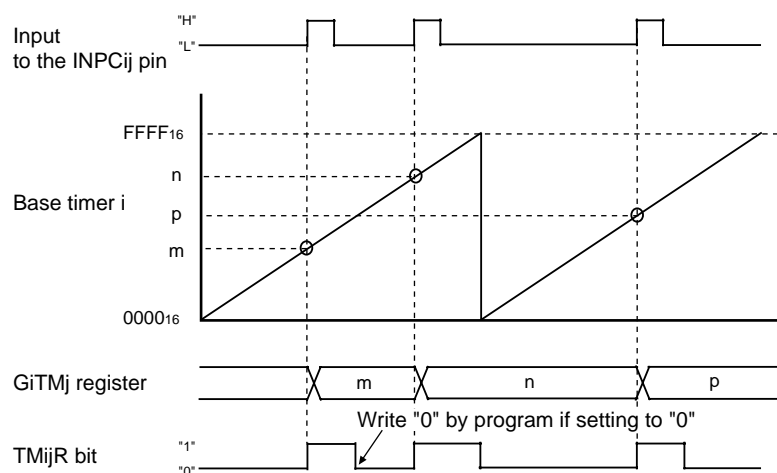 Input
to the INPCij pin
"H"
"L"
FFFF16
n
Base timer i
p
m
000016
GiTMj register
m
n
p
Write "0" by program if setting to "0"
TMijR bit
"1"
"0"